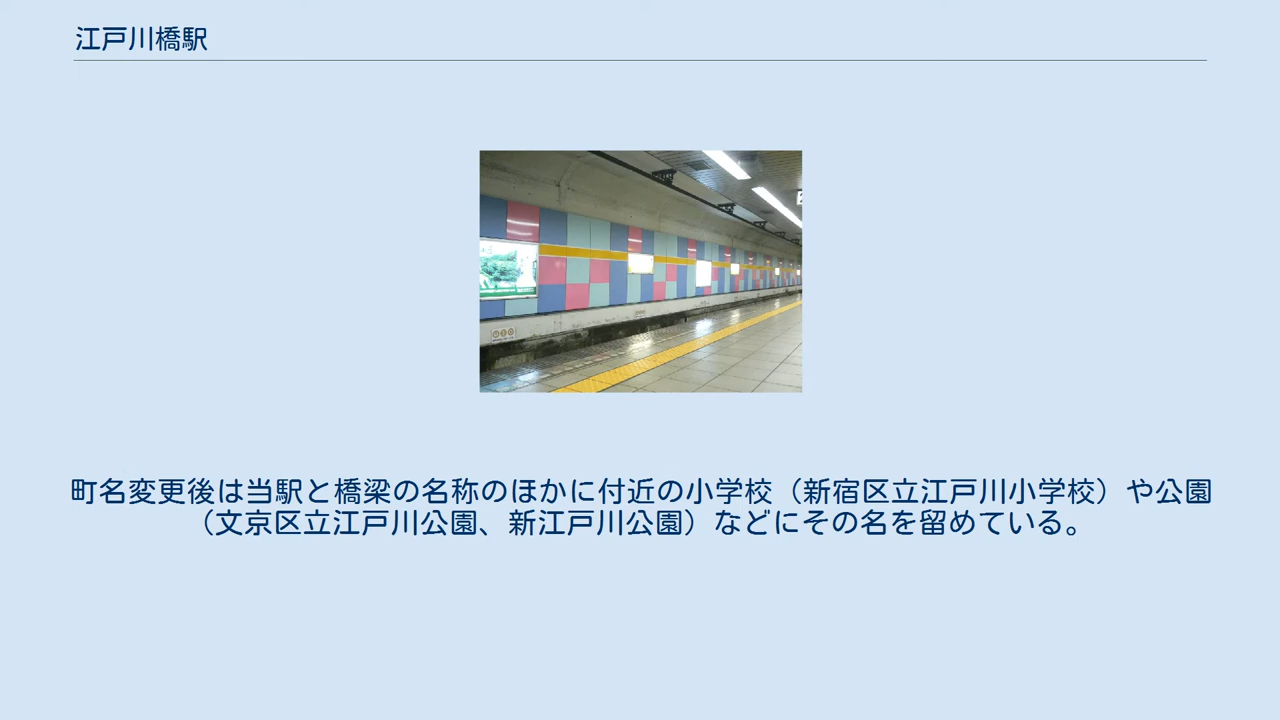 江戸川橋駅
町名変更後は当駅と橋梁の名称のほかに付近の小学校（新宿区立江戸川小学校）や公園
（文京区立江戸川公園、新江戸川公園）などにその名を留めている。